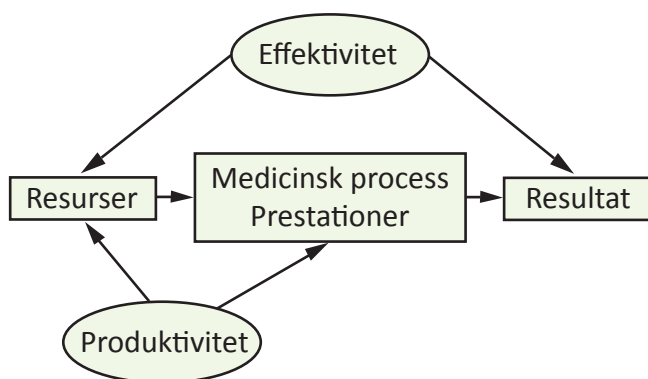 Effektivitet
Resurser
Medicinsk process
Prestationer
Resultat
Produktivitet